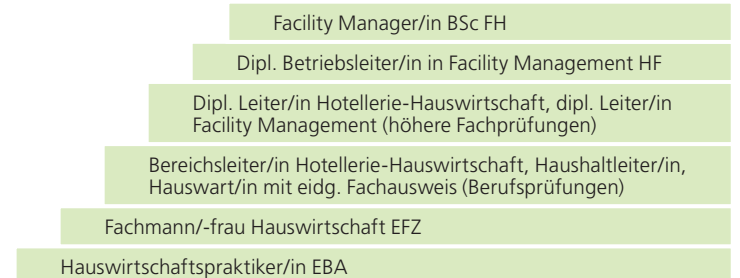 Facility Manager/in BSc FH
Dipl. Betriebsleiter/in in Facility Management HF
Dipl. Leiter/in Hotellerie-Hauswirtschaft, dipl. Leiter/in
Facility Management (höhere Fachprüfungen)
Bereichsleiter/in Hotellerie-Hauswirtschaft, Haushaltleiter/in,
Hauswart/in mit eidg. Fachausweis (Berufsprüfungen)
Fachmann/-frau Hauswirtschaft EFZ
Hauswirtschaftspraktiker/in EBA